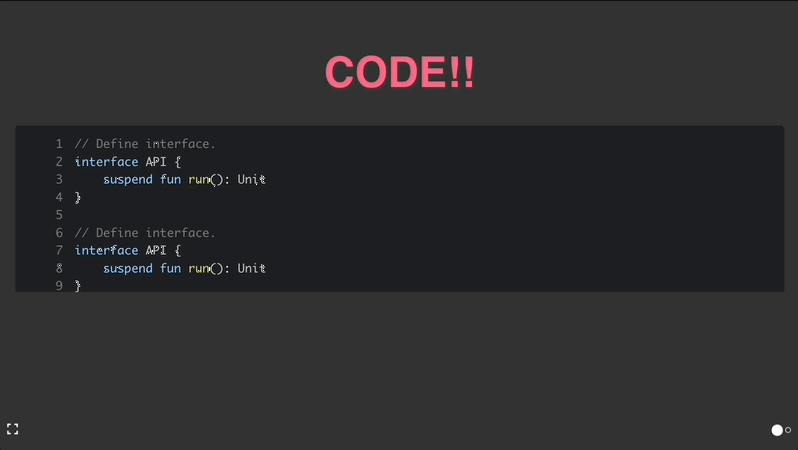 CODE!!
1 // Define interface.
2 interface API {
3     suspend fun run(): Unit
4 }
5
6 // Define interface.
7 interface API {
8     suspend fun run(): Unit
9 }